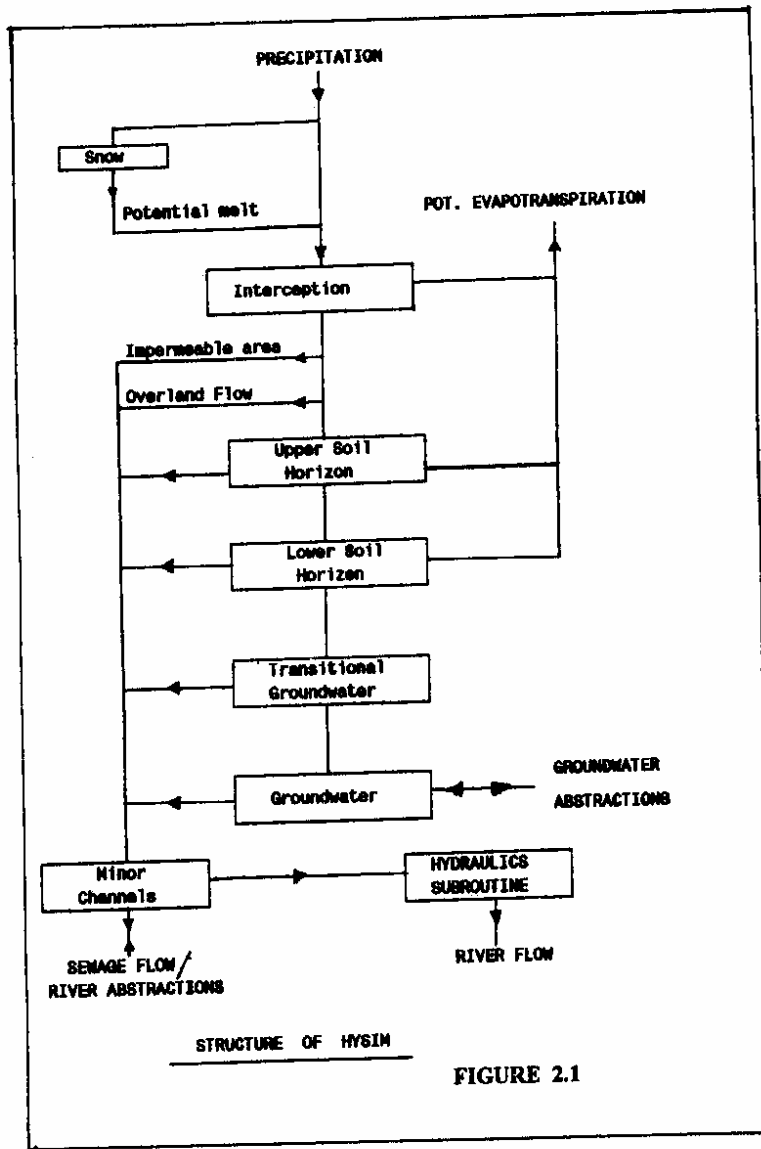 PRECIPITATION
Snow
Potential melt
POT. EVAPOTRANSPIRATION
Interception
Impermeable area
Overland Flow
Upper Soil
Horizon
Lower Soil
Horizon
Transitional
Groundwater
Groundwater
GROUNDWATER
ABSTRACTIONS
Minor
Channels
HYDRAULICS
SUBROUTINE
SEWAGE FLOW/
RIVER ABSTRACTIONS
RIVER FLOW
STRUCTURE OF HYSIM
FIGURE 2.1